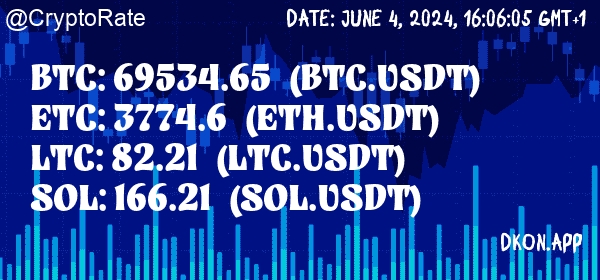 @CryptoRate
DATE: JUNE 4, 2024, 16:06:05 GMT+1
BTC: 69534.65 (BTC.USDT)
ETC: 3774.6 (ETH.USDT)
LTC: 82.21 (LTC.USDT)
SOL: 166.21 (SOL.USDT)
DKON.APP